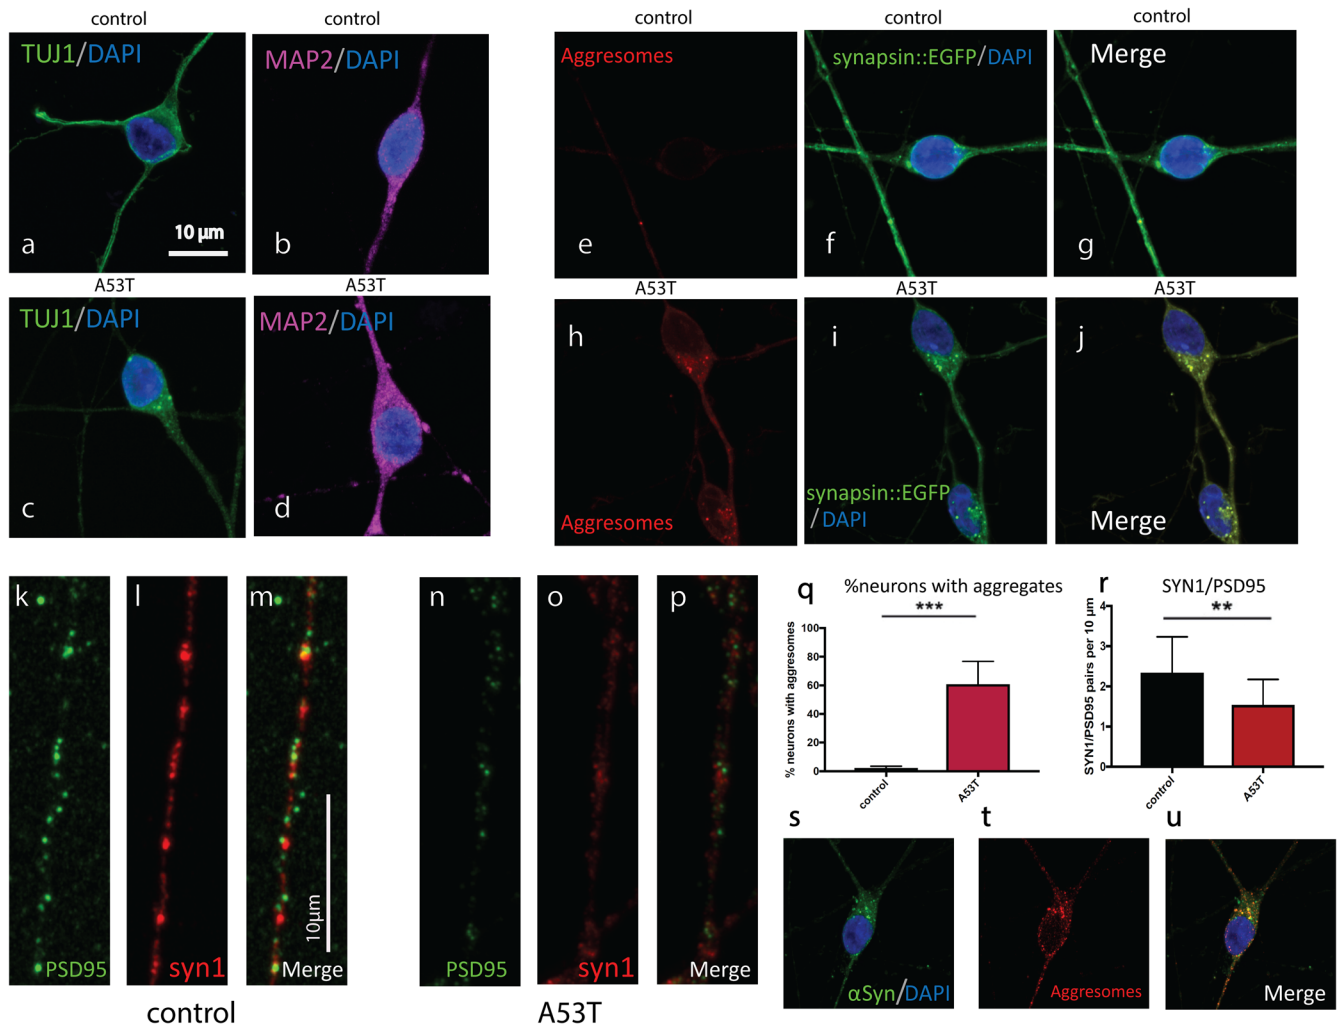 control
control
control
control
control
TUJ1/DAPI
MAP2/DAPI
Aggresomes
synapsin::EGFP/DAPI
Merge
10 µm
a
b
e
f
g
A53T
A53T
A53T
A53T
A53T
TUJ1/DAPI
MAP2/DAPI
h
i
j
c
d
Aggresomes
synapsin::EGFP
/DAPI
Merge
k
l
m
n
o
p
10µm
PSD95
syn1
Merge
PSD95
syn1
Merge
control
A53T
q
%neurons with aggregates
***
% neurons with aggresomes
100
80
60
40
20
0
control
A53T
r
SYN1/PSD95
**
SYN1/PSD95 pairs per 10 µm
4
3
2
1
0
control
A53T
s
t
u
αSyn/DAPI
Aggresomes
Merge